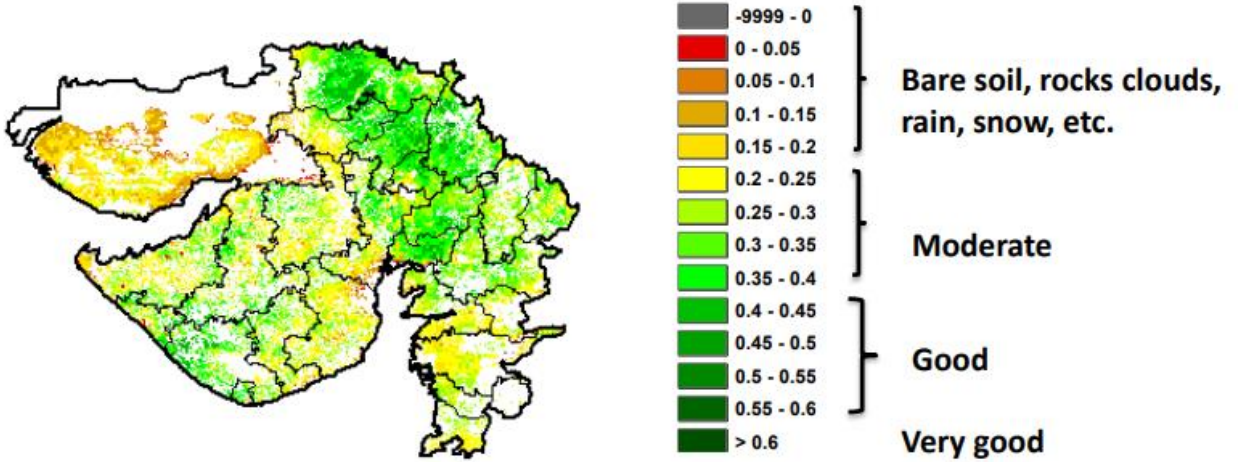 -9999 - 0
0 - 0.05
0.05 - 0.1
0.1 - 0.15
0.15 - 0.2
0.2 - 0.25
0.25 - 0.3
0.3 - 0.35
0.35 - 0.4
0.4 - 0.45
0.45 - 0.5
0.5 - 0.55
0.55 - 0.6
> 0.6
Bare soil, rocks clouds,
rain, snow, etc.
Moderate
Good
Very good